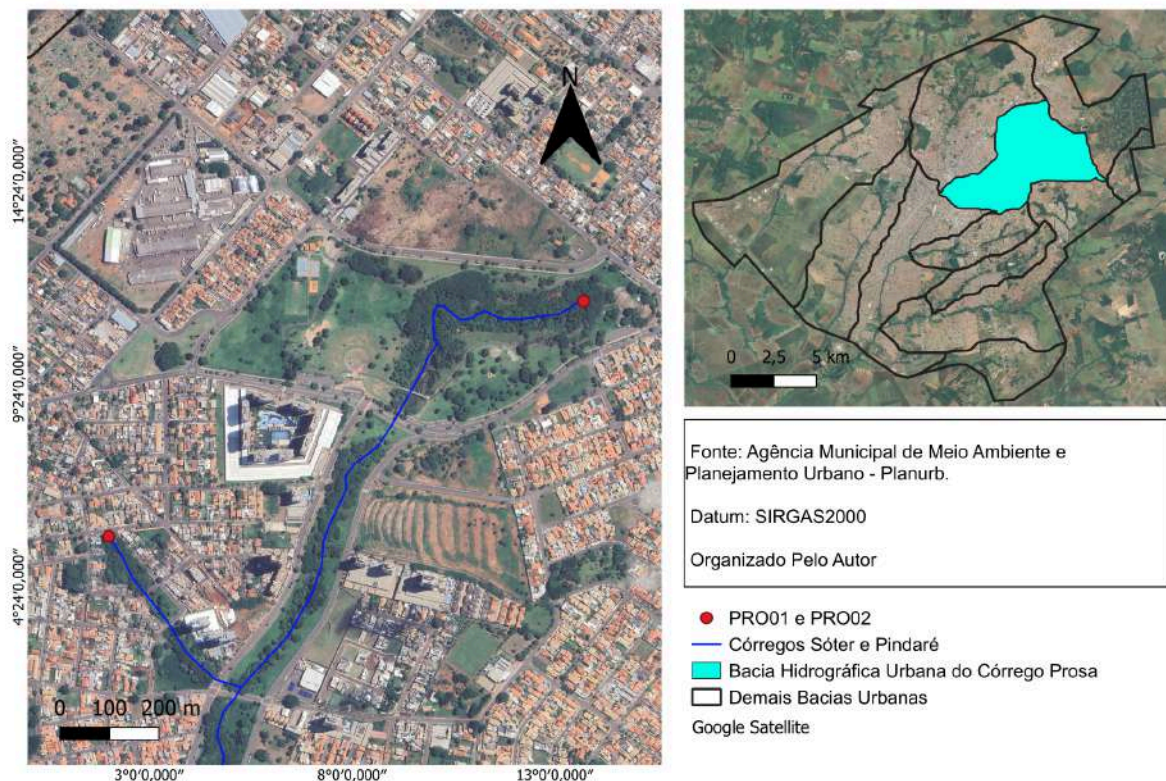 N
14°24'0,000"
9°24'0,000"
4°24'0,000"
0 100 200 m
3°0'0,000" 8°0'0,000" 13°0'0,000"
0 2,5 5 km
Fonte: Agência Municipal de Meio Ambiente e
Planejamento Urbano - Planurb.
Datum: SIRGAS2000
Organizado Pelo Autor
PRO01 e PRO02
Córregos Sóter e Pindaré
Bacia Hidrográfica Urbana do Córrego Prosa
Demais Bacias Urbanas
Google Satellite